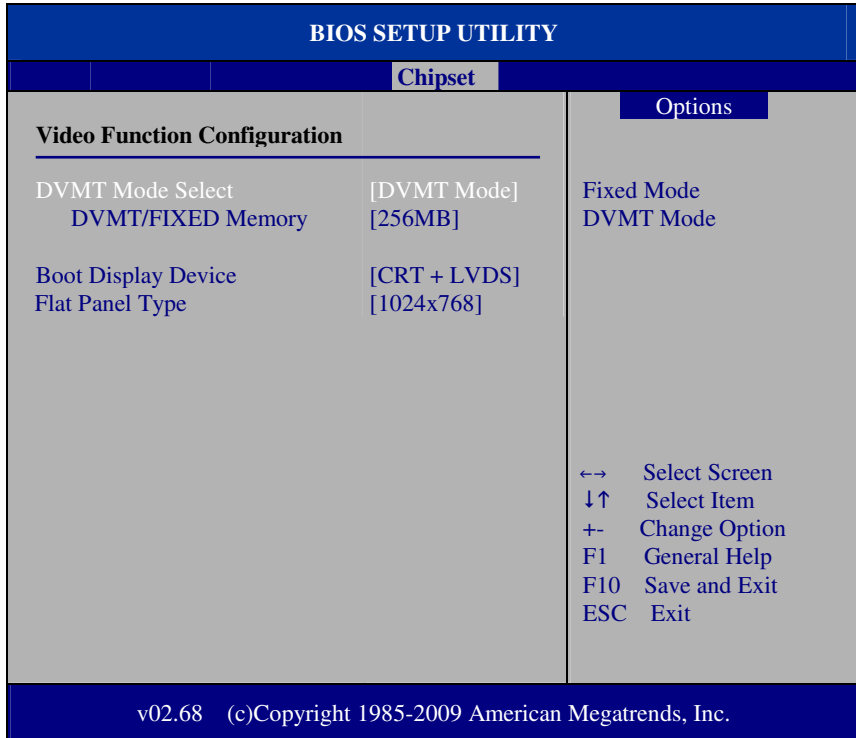 BIOS SETUP UTILITY
Chipset
Video Function Configuration
DVMT Mode Select [DVMT Mode]
DVMT/FIXED Memory [256MB]
Boot Display Device [CRT + LVDS]
Flat Panel Type [1024x768]
Options
Fixed Mode
DVMT Mode
←→ Select Screen
↓↑ Select Item
+- Change Option
F1 General Help
F10 Save and Exit
ESC Exit
v02.68 (c)Copyright 1985-2009 American Megatrends, Inc.